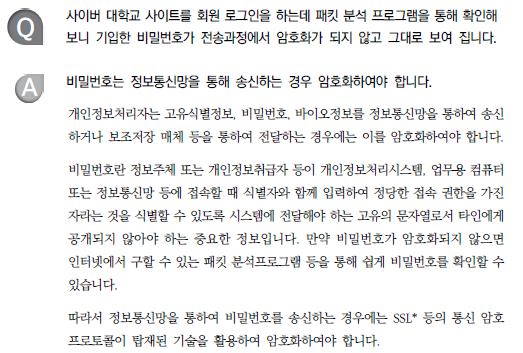 Q 사이버 대학교 사이트를 회원 로그인을 하는데 패킷 분석 프로그램을 통해 확인해
보니 기입한 비밀번호가 전송과정에서 암호화가 되지 않고 그대로 보여 집니다.
A 비밀번호는 정보통신망을 통해 송신하는 경우 암호화하여야 합니다.
개인정보처리자는 고유식별정보, 비밀번호, 바이오정보를 정보통신망을 통하여 송신
하거나 보조저장 매체 등을 통하여 전달하는 경우에는 이를 암호화하여야 합니다.
비밀번호란 정보주체 또는 개인정보취급자 등이 개인정보처리시스템, 업무용 컴퓨터
또는 정보통신망 등에 접속할 때 식별자와 함께 입력하여 정당한 접속 권한을 가진
자라는 것을 식별할 수 있도록 시스템에 전달해야 하는 고유의 문자열로서 타인에게
공개되지 않아야 하는 중요한 정보입니다. 만약 비밀번호가 암호화되지 않으면
인터넷에서 구할 수 있는 패킷 분석프로그램 등을 통해 쉽게 비밀번호를 확인할 수
있습니다.
따라서 정보통신망을 통하여 비밀번호를 송신하는 경우에는 SSL* 등의 통신 암호
프로토콜이 탑재된 기술을 활용하여 암호화하여야 합니다.